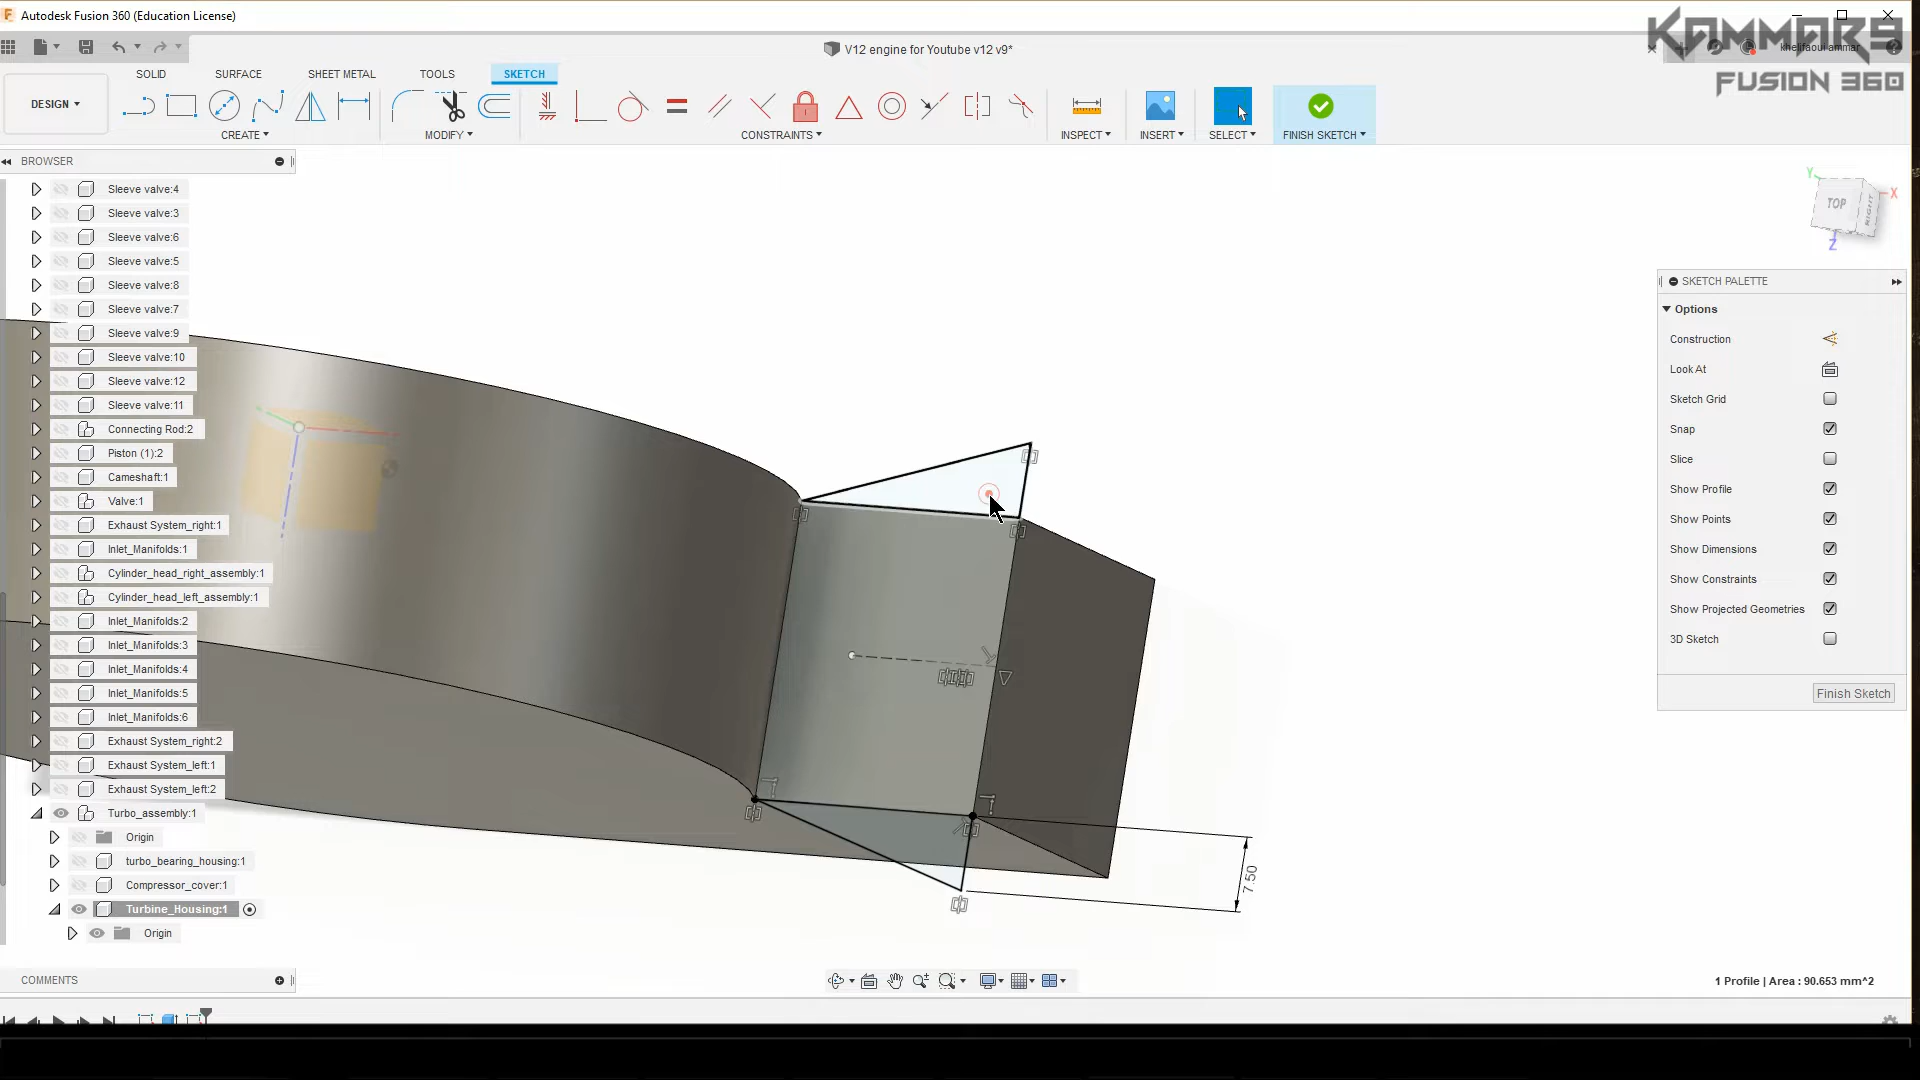 Autodesk Fusion 360 (Education License)
KAMMARS
FUSION 360
V12 engine for Youtube v12 v9*
khelifaoui ammar
SOLID SURFACE SHEET METAL TOOLS SKETCH
DESIGN
CREATE MODIFY CONSTRAINTS INSPECT INSERT SELECT FINISH SKETCH
BROWSER
Sleeve valve:4
Sleeve valve:3
Sleeve valve:6
Sleeve valve:5
Sleeve valve:8
Sleeve valve:7
Sleeve valve:9
Sleeve valve:10
Sleeve valve:12
Sleeve valve:11
Connecting Rod:2
Piston (1):2
Cameshaft:1
Valve:1
Exhaust System_right:1
Inlet_Manifolds:1
Cylinder_head_right_assembly:1
Cylinder_head_left_assembly:1
Inlet_Manifolds:2
Inlet_Manifolds:3
Inlet_Manifolds:4
Inlet_Manifolds:5
Inlet_Manifolds:6
Exhaust System_right:2
Exhaust System_left:1
Exhaust System_left:2
Turbo_assembly:1
Origin
turbo_bearing_housing:1
Compressor_cover:1
Turbine_Housing:1
Origin
COMMENTS
7.50
Y
X
TOP
RIGHT
Z
SKETCH PALETTE
Options
Construction
Look At
Sketch Grid
Snap
Slice
Show Profile
Show Points
Show Dimensions
Show Constraints
Show Projected Geometries
3D Sketch
Finish Sketch
1 Profile | Area : 90.653 mm^2